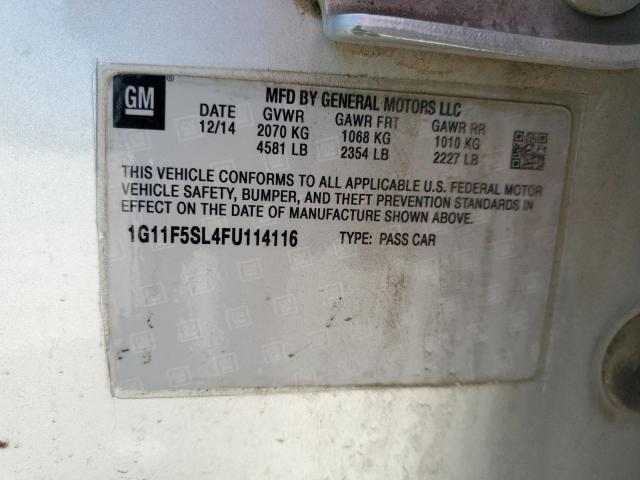 GM®
MFD BY GENERAL MOTORS LLC
DATE GVWR GAWR FRT GAWR RR
12/14 2070 KG 1068 KG 1010 KG
4581 LB 2354 LB 2227 LB
THIS VEHICLE CONFORMS TO ALL APPLICABLE U.S. FEDERAL MOTOR
VEHICLE SAFETY, BUMPER, AND THEFT PREVENTION STANDARDS IN
EFFECT ON THE DATE OF MANUFACTURE SHOWN ABOVE.
1G11F5SL4FU114116 TYPE: PASS CAR